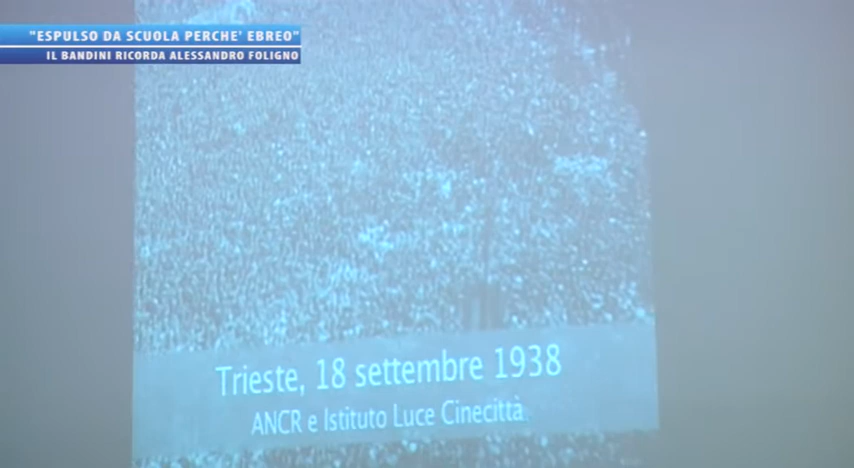 "ESPULSO DA SCUOLA PERCHE' EBREO"
IL BANDINI RICORDA ALESSANDRO FOLIGNO
Trieste, 18 settembre 1938
ANCR e Istituto Luce Cinecittà